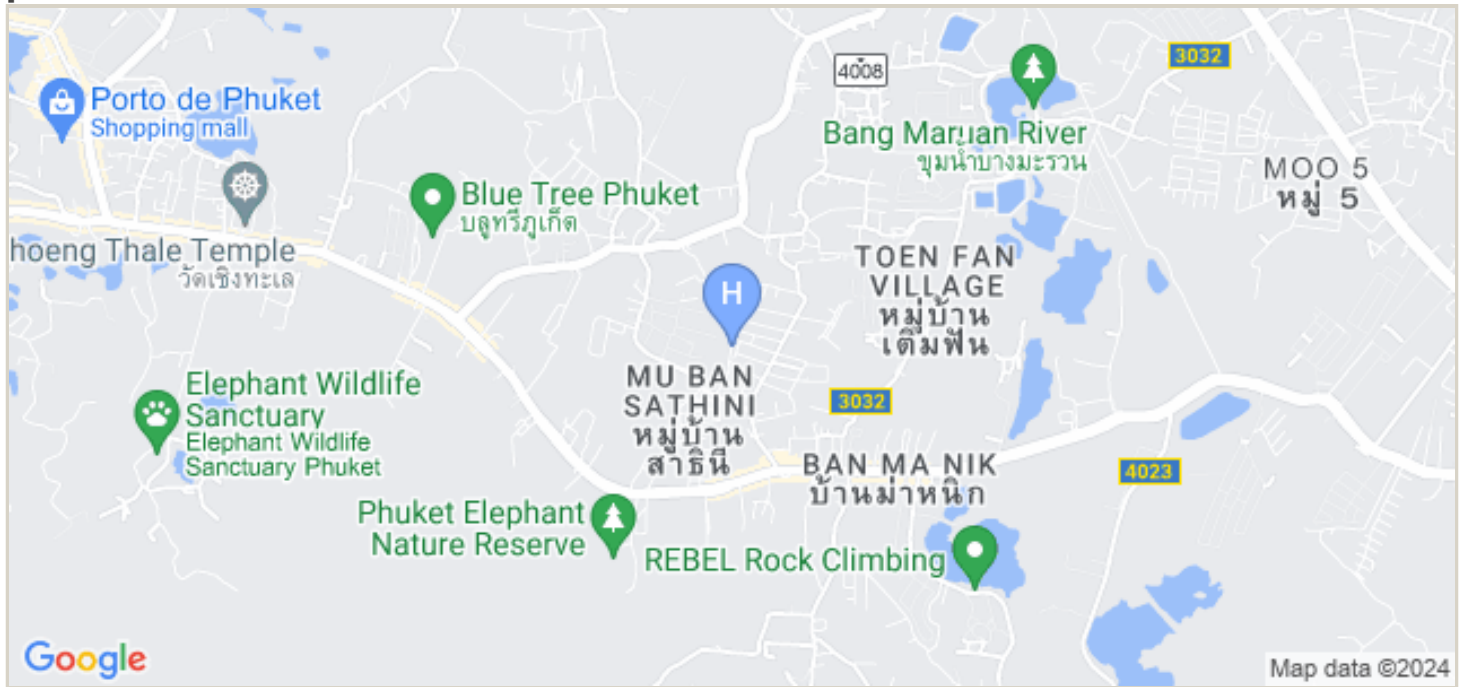 4008
3032
Porto de Phuket
Shopping mall
Bang Maruan River
ขุมน้ำบางมะรวน
MOO 5
หมู่ 5
Blue Tree Phuket
บลูทรีภูเก็ต
hoeng Thale Temple
วัดเชิงทะเล
TOEN FAN
VILLAGE
หมู่บ้าน
เติมฝัน
H
MU BAN
SATHINI
หมู่บ้าน
สาธินี
3032
Elephant Wildlife
Sanctuary
Elephant Wildlife
Sanctuary Phuket
BAN MA NIK
บ้านม่าหนิก
4023
Phuket Elephant
Nature Reserve
REBEL Rock Climbing
Google
Map data ©2024